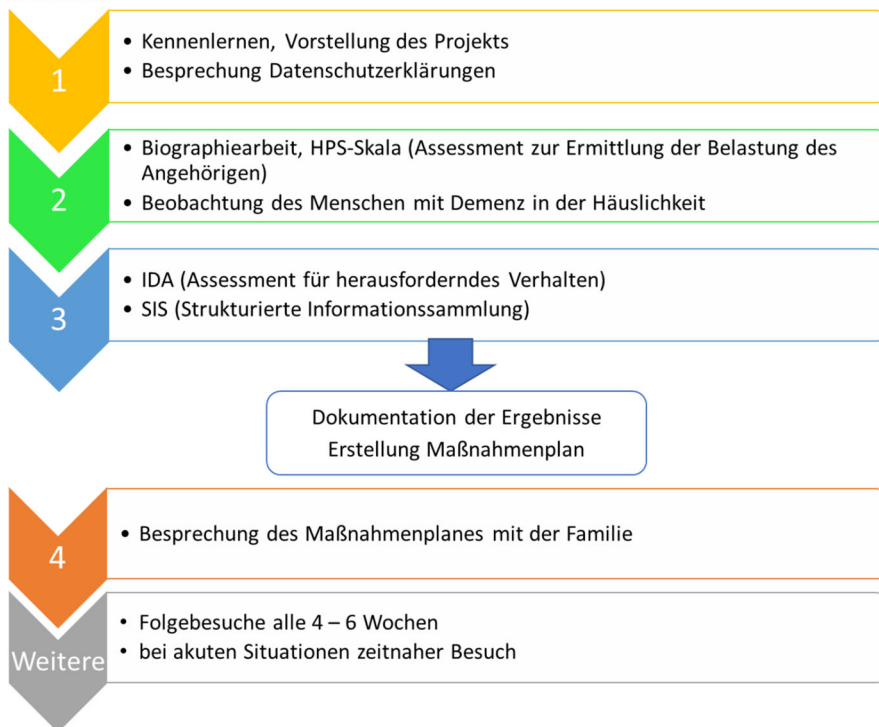 1
• Kennenlernen, Vorstellung des Projekts
• Besprechung Datenschutzerklärungen
2
• Biographiearbeit, HPS-Skala (Assessment zur Ermittlung der Belastung des
Angehörigen)
• Beobachtung des Menschen mit Demenz in der Häuslichkeit
3
• IDA (Assessment für herausforderndes Verhalten)
• SIS (Strukturierte Informationssammlung)
Dokumentation der Ergebnisse
Erstellung Maßnahmenplan
4
• Besprechung des Maßnahmenplanes mit der Familie
Weitere
• Folgebesuche alle 4 – 6 Wochen
• bei akuten Situationen zeitnaher Besuch